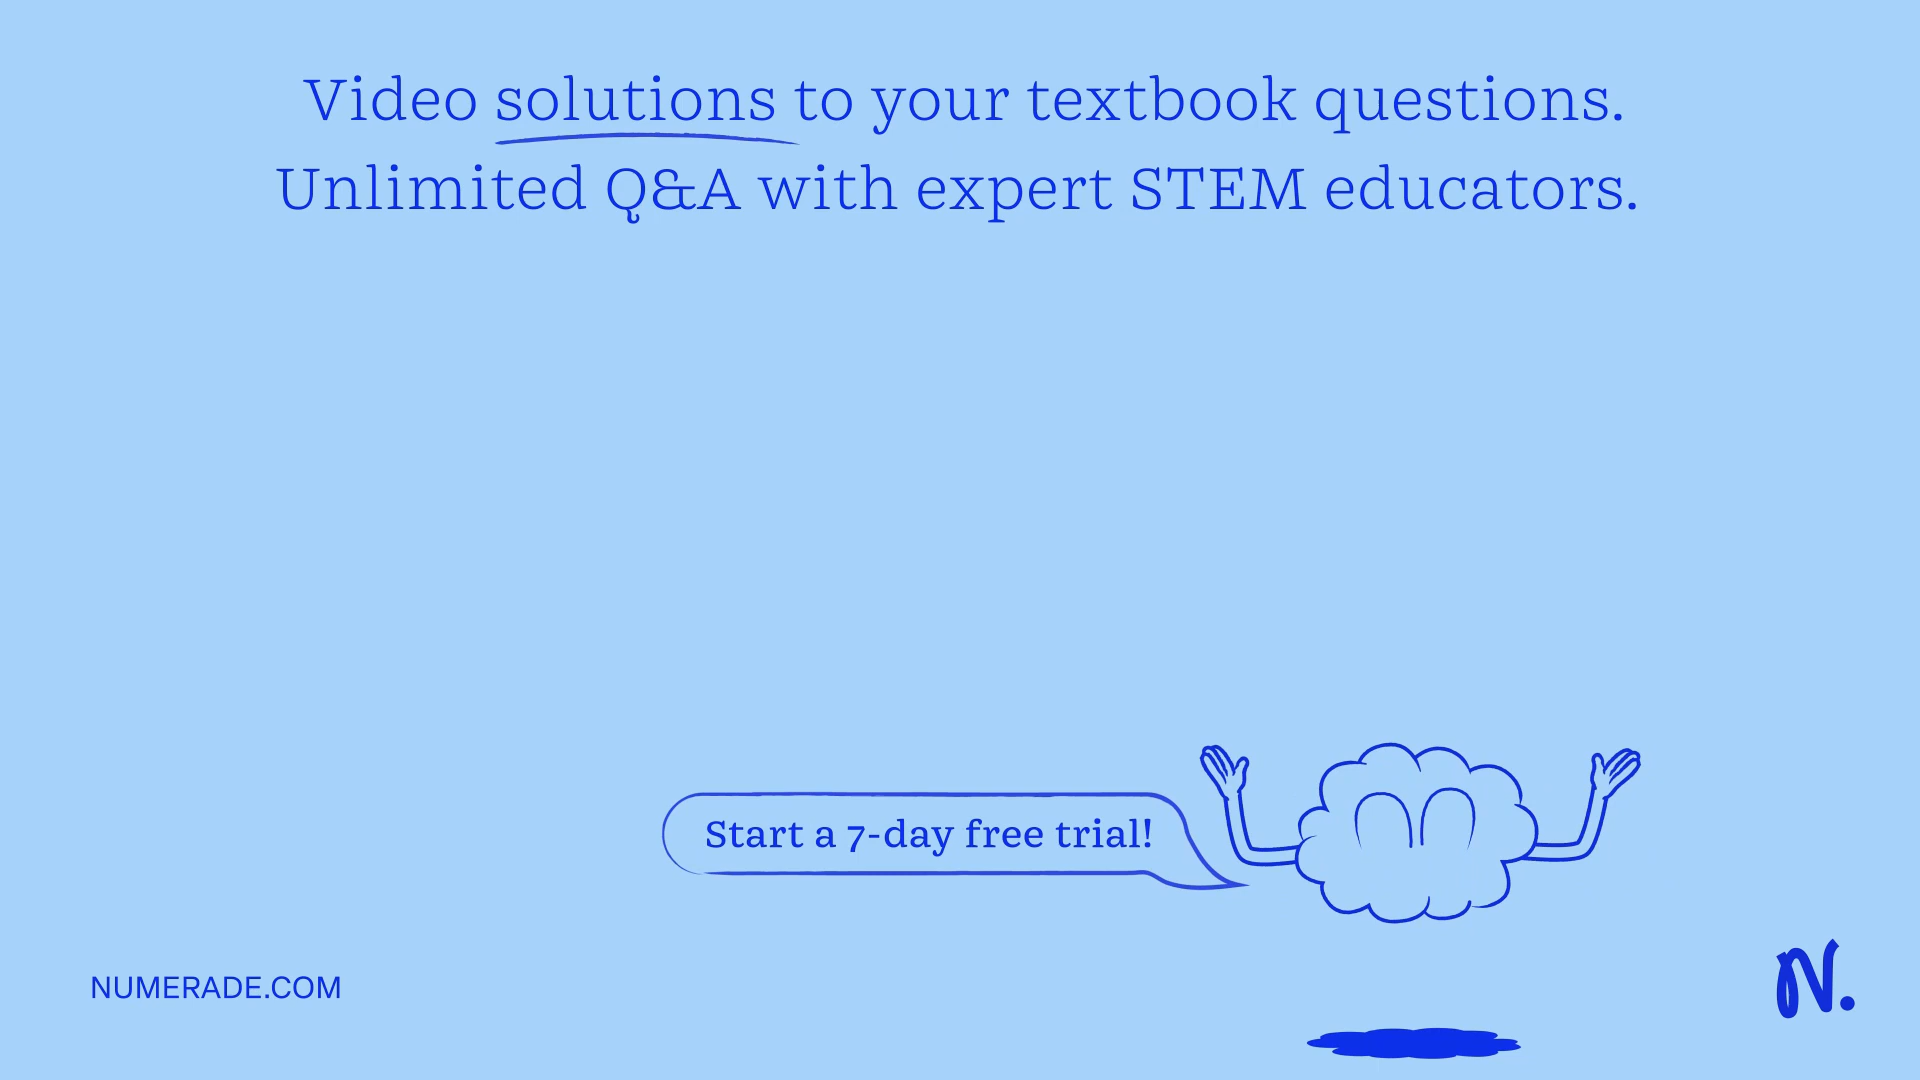 Video solutions to your textbook questions.
Unlimited Q&A with expert STEM educators.
Start a 7-day free trial!
NUMERADE.COM
N.